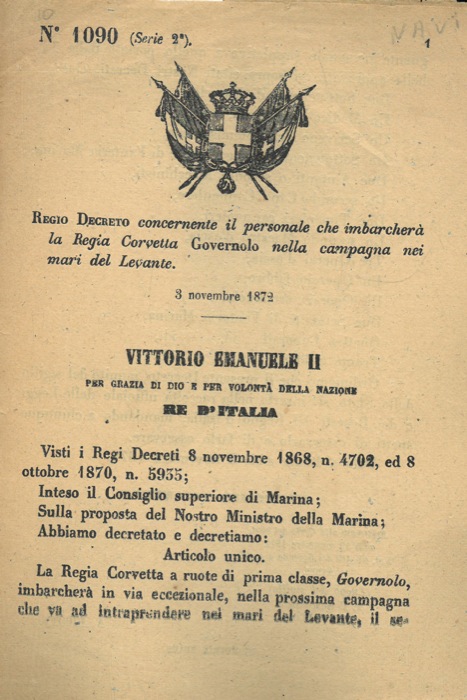 N° 1090 (Serie 2ª).
NAVI
1
REGIO DECRETO concernente il personale che imbarcherà
la Regia Corvetta Governolo nella campagna nei
mari del Levante.
3 novembre 1872
VITTORIO EMANUELE II
PER GRAZIA DI DIO E PER VOLONTÀ DELLA NAZIONE
RE D'ITALIA
Visti i Regi Decreti 8 novembre 1868, n. 4702, ed 8
ottobre 1870, n. 5955;
Inteso il Consiglio superiore di Marina;
Sulla proposta del Nostro Ministro della Marina;
Abbiamo decretato e decretiamo:
Articolo unico.
La Regia Corvetta a ruote di prima classe, Governolo,
imbarcherà in via eccezionale, nella prossima campagna
che va ad intraprendere nei mari del Levante, il se-